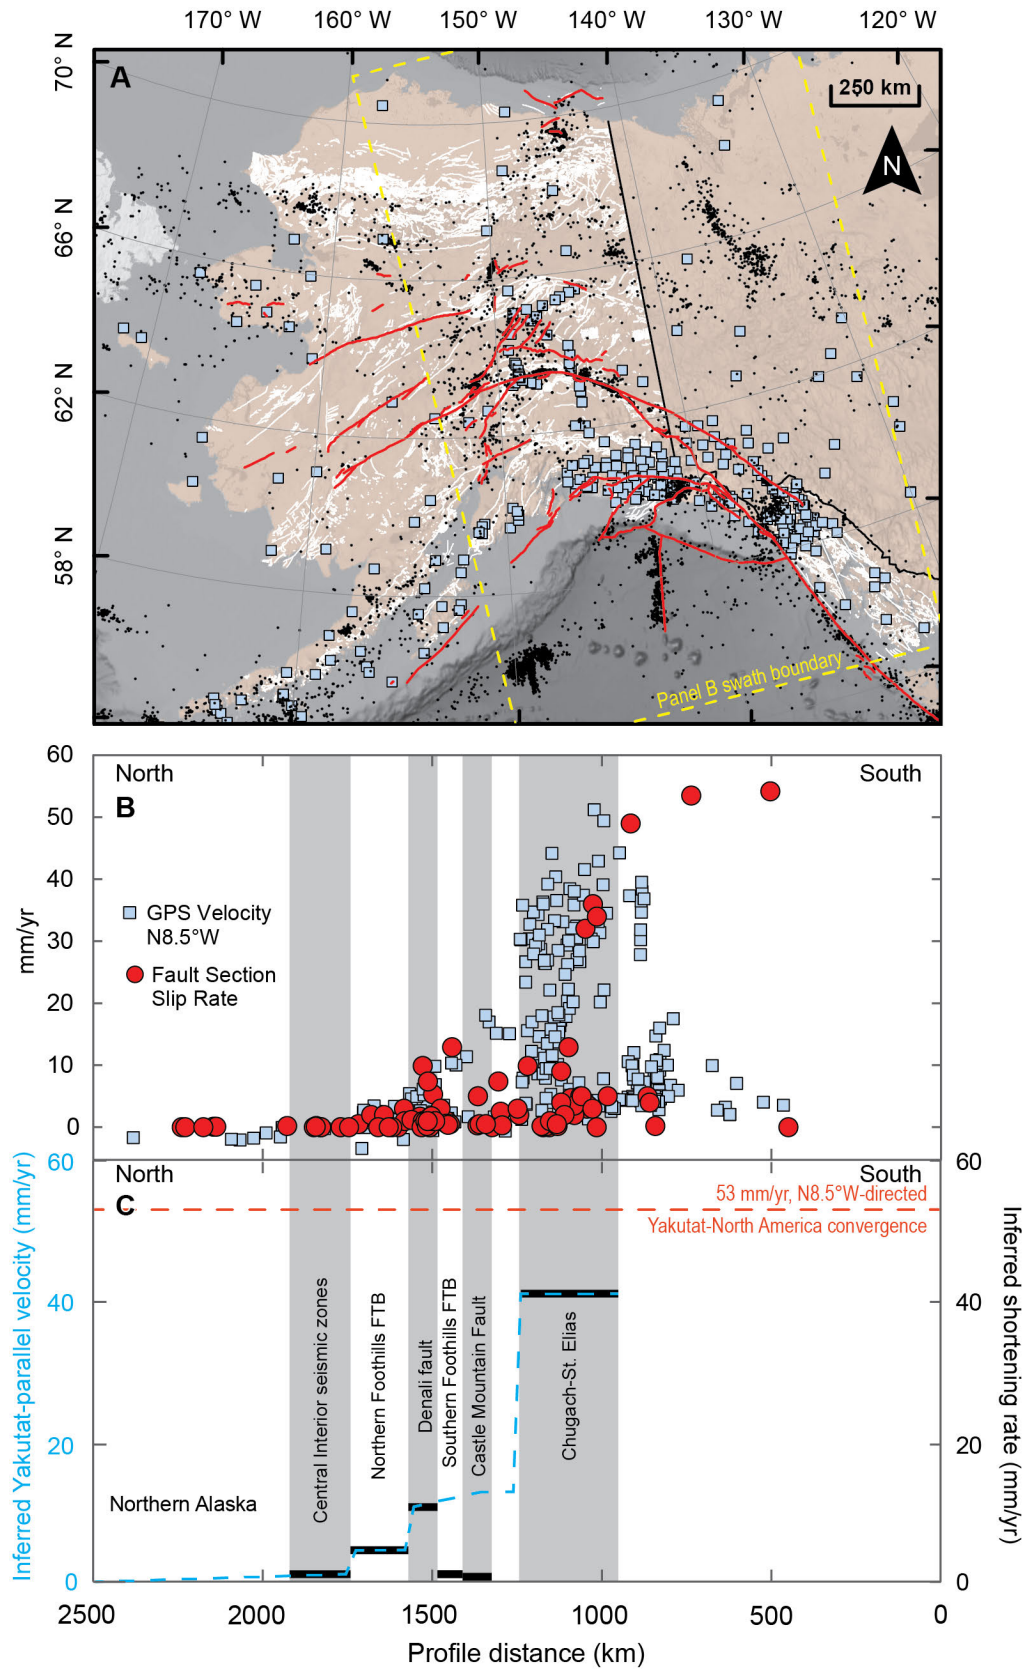 170° W
160° W
150° W
140° W
130° W
120° W
70° N
66° N
62° N
58° N
A
250 km
N
Panel B swath boundary
60
50
40
30
20
10
0
mm/yr
North
South
B
GPS Velocity
N8.5°W
Fault Section
Slip Rate
60
40
20
0
Inferred Yakutat-parallel velocity (mm/yr)
North
South
C
53 mm/yr, N8.5°W-directed
Yakutat-North America convergence
Northern Alaska
Central Interior seismic zones
Northern Foothills FTB
Denali fault
Southern Foothills FTB
Castle Mountain Fault
Chugach-St. Elias
60
40
20
0
Inferred shortening rate (mm/yr)
2500
2000
1500
1000
500
0
Profile distance (km)